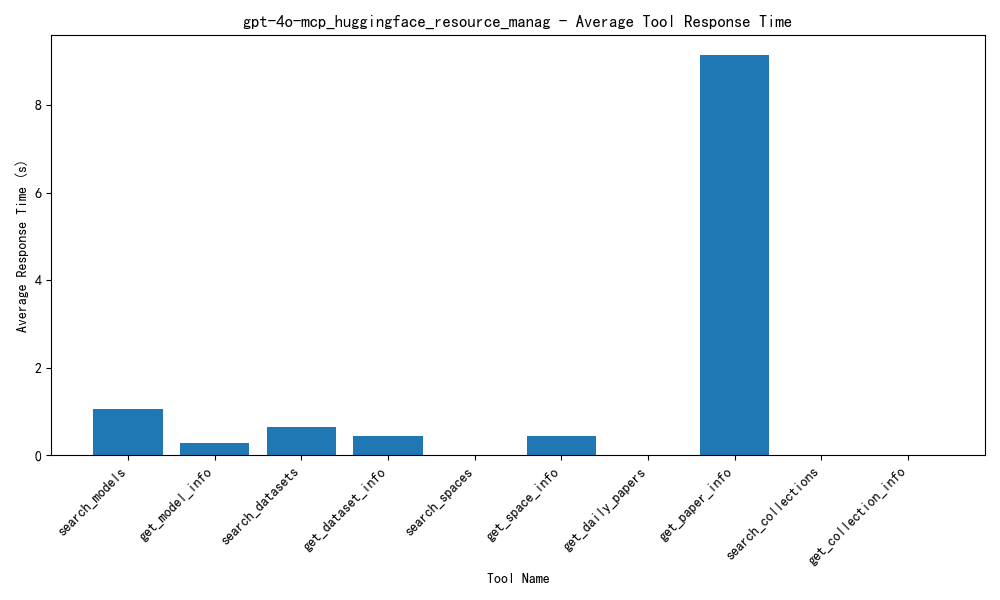 gpt-4o-mcp_huggingface_resource_manag - Average Tool Response Time
Average Response Time (s)
8
6
4
2
0
search_models
get_model_info
search_datasets
get_dataset_info
search_spaces
get_space_info
get_daily_papers
get_paper_info
search_collections
get_collection_info
Tool Name